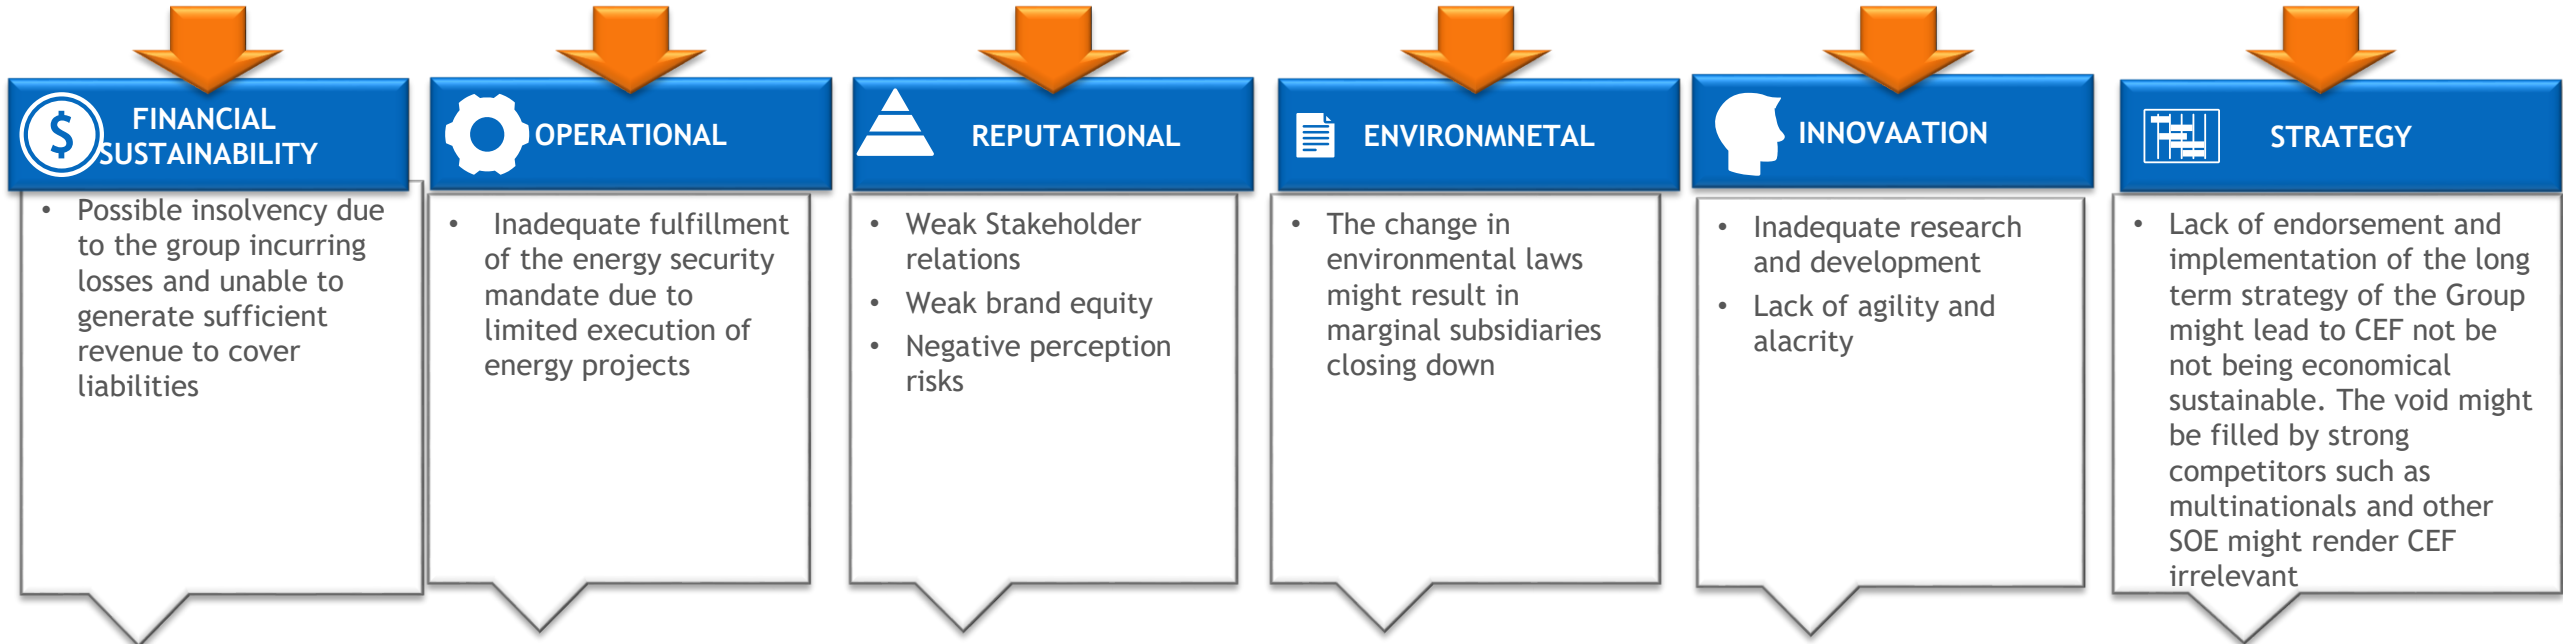 $
FINANCIAL
SUSTAINABILITY
• Possible insolvency due
to the group incurring
losses and unable to
generate sufficient
revenue to cover
liabilities
OPERATIONAL
• Inadequate fulfillment
of the energy security
mandate due to
limited execution of
energy projects
REPUTATIONAL
• Weak Stakeholder
relations
• Weak brand equity
• Negative perception
risks
ENVIRONMNETAL
• The change in
environmental laws
might result in
marginal subsidiaries
closing down
INNOVAATION
• Inadequate research
and development
• Lack of agility and
alacrity
STRATEGY
• Lack of endorsement and
implementation of the long
term strategy of the Group
might lead to CEF not be
not being economical
sustainable. The void might
be filled by strong
competitors such as
multinationals and other
SOE might render CEF
irrelevant